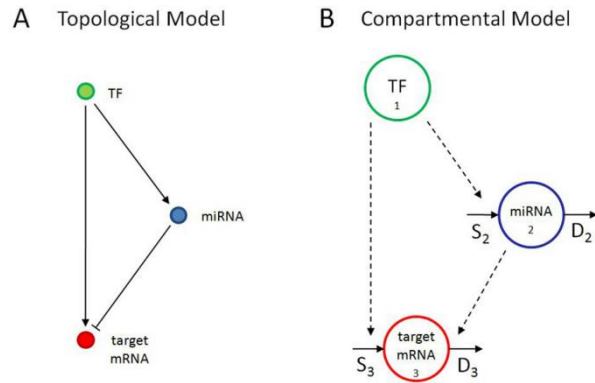 A Topological Model
TF
miRNA
target
mRNA
B Compartmental Model
TF
1
miRNA
2
S2
D2
target
mRNA
3
S3
D3